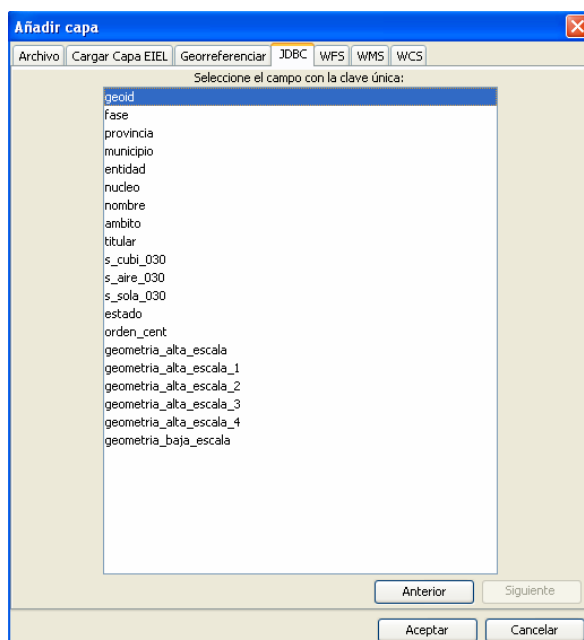 Añadir capa
Archivo Cargar Capa EIEL Georreferenciar JDBC WFS WMS WCS
Seleccione el campo con la clave única:
geoid
fase
provincia
municipio
entidad
nucleo
nombre
ambito
titular
s_cubi_030
s_aire_030
s_sola_030
estado
orden_cent
geometria_alta_escala
geometria_alta_escala_1
geometria_alta_escala_2
geometria_alta_escala_3
geometria_alta_escala_4
geometria_baja_escala
Anterior Siguiente
Aceptar Cancelar